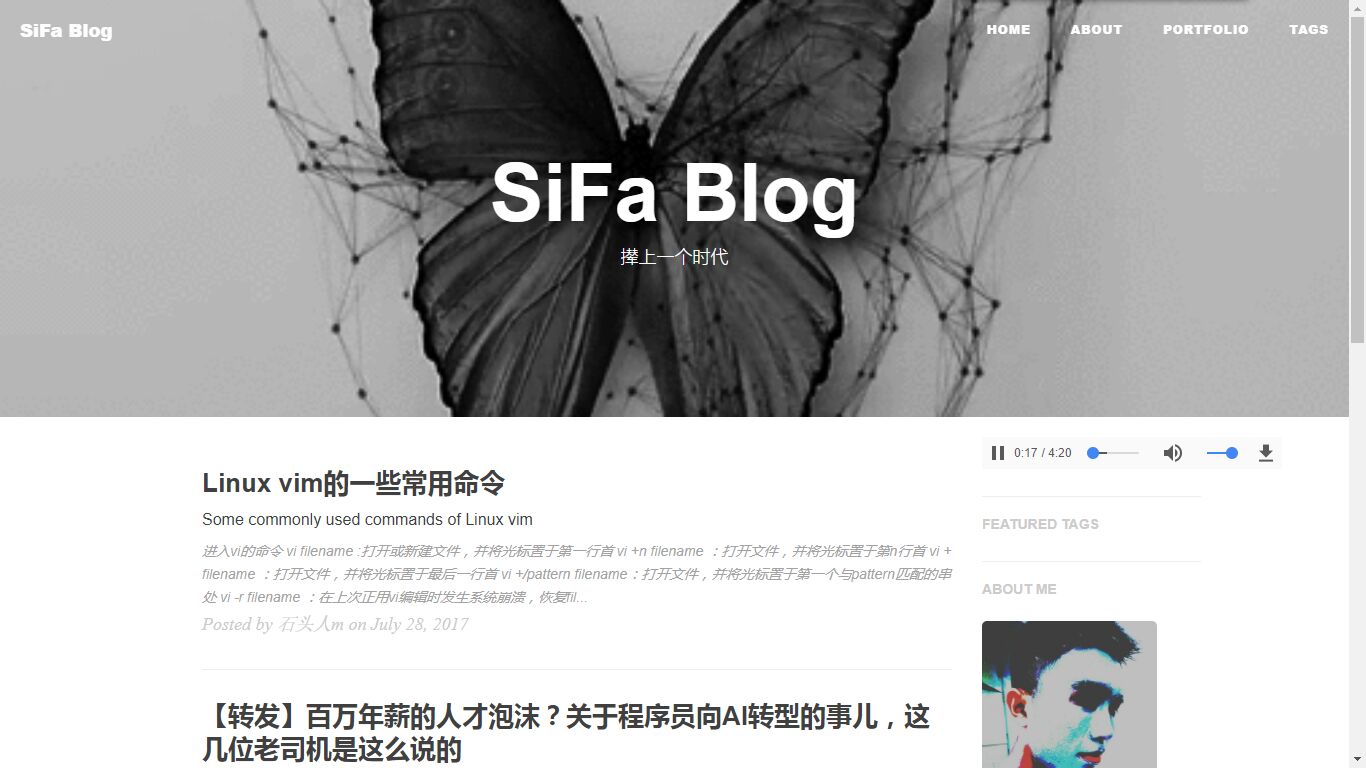 SiFa Blog
HOME ABOUT PORTFOLIO TAGS
SiFa Blog
撵上一个时代
0:17 / 4:20
Linux vim的一些常用命令
Some commonly used commands of Linux vim
进入vi的命令 vi filename :打开或新建文件，并将光标置于第一行首 vi +n filename ：打开文件，并将光标置于第n行首 vi +
filename ：打开文件，并将光标置于最后一行首 vi +/pattern filename：打开文件，并将光标置于第一个与pattern匹配的串
处 vi -r filename ：在上次正用vi编辑时发生系统崩溃，恢复fil...
Posted by 石头人m on July 28, 2017
【转发】百万年薪的人才泡沫？关于程序员向AI转型的事儿，这
几位老司机是这么说的
FEATURED TAGS
ABOUT ME